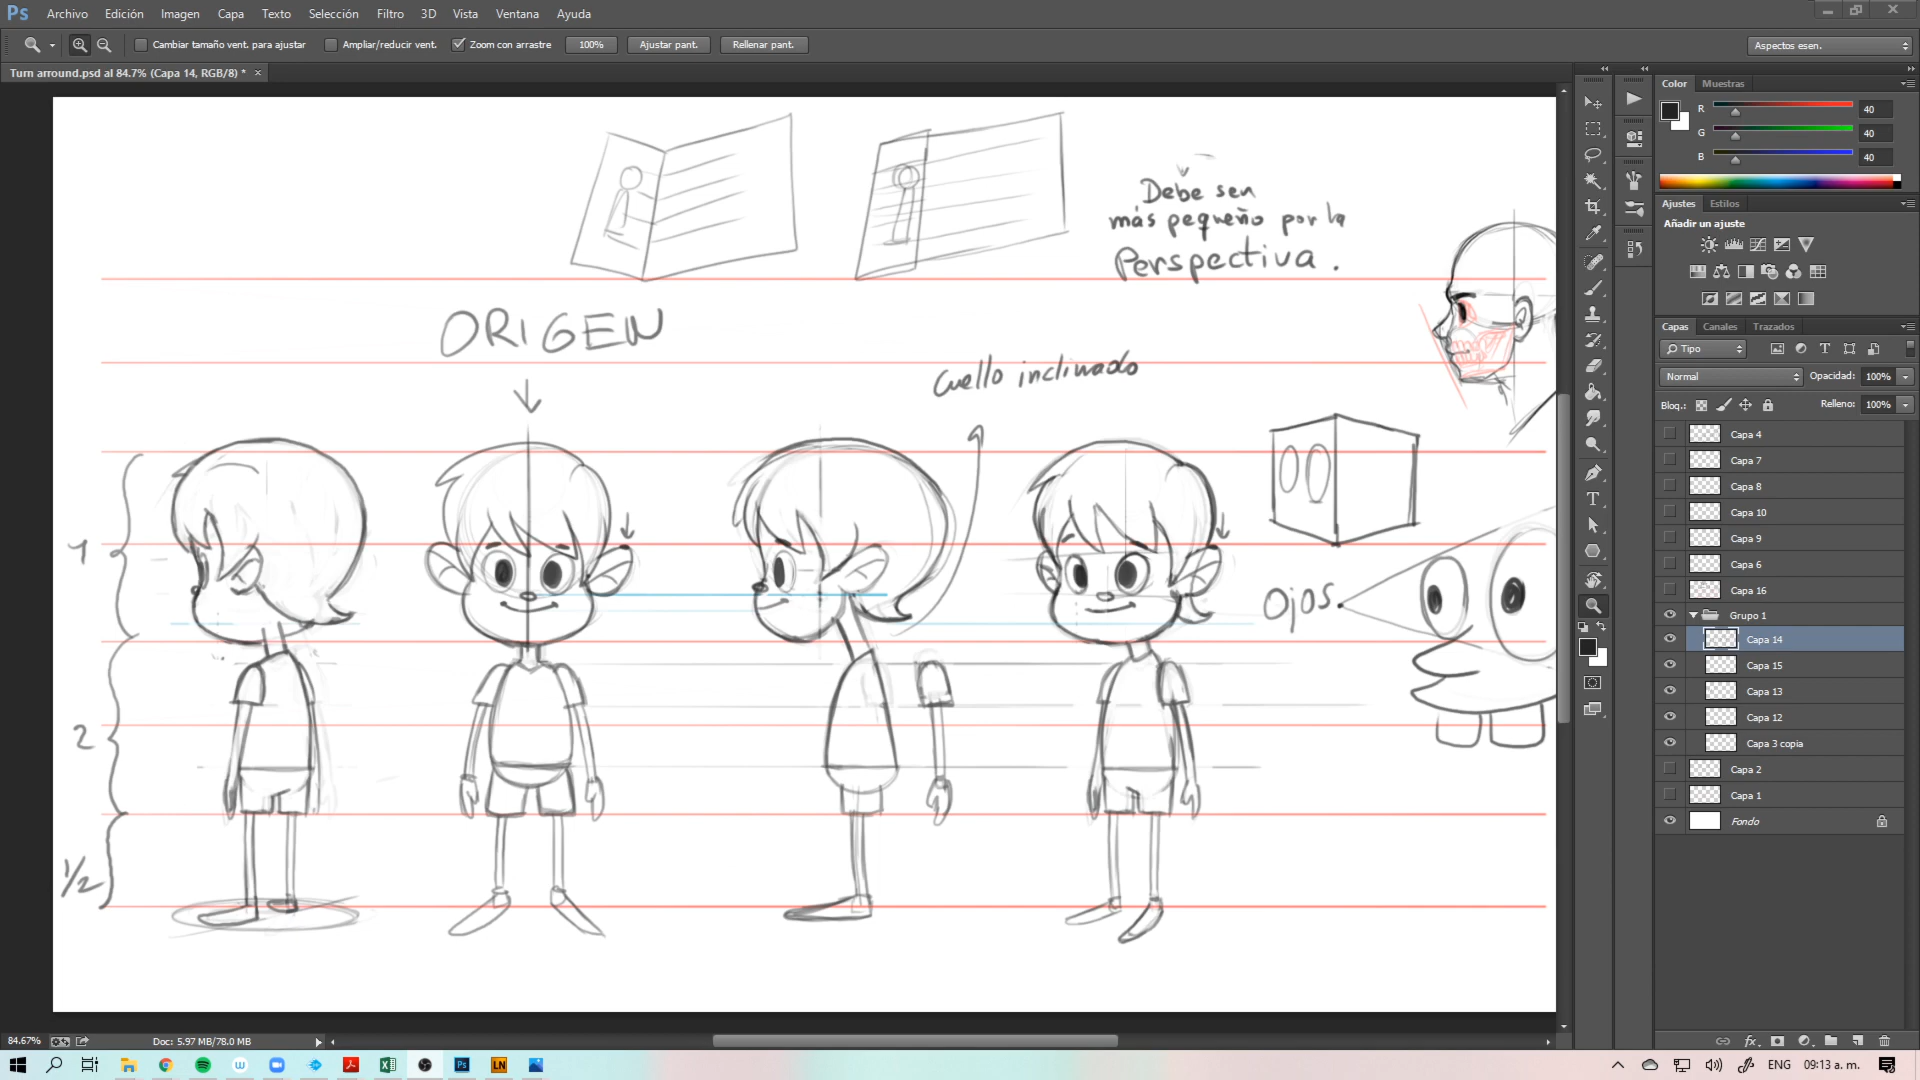 Ps Archivo Edición Imagen Capa Texto Selección Filtro 3D Vista Ventana Ayuda
Cambiar tamaño vent. para ajustar Ampliar/reducir vent. Zoom con arrastre 100% Ajustar pant. Rellenar pant. Aspectos esen.
Turn arround.psd al 84.7% (Capa 14, RGB/8) * ×
Color Muestras
R 40
G 40
B 40
Ajustes Estilos
Añadir un ajuste
Capas Canales Trazados
Tipo
Normal Opacidad: 100%
Bloq.: Relleno: 100%
Capa 4
Capa 7
Capa 8
Capa 10
Capa 9
Capa 6
Capa 16
Grupo 1
Capa 14
Capa 15
Capa 13
Capa 12
Capa 3 copia
Capa 2
Capa 1
Fondo
Debe ser
más pequeño por la
Perspectiva.
ORIGEN
Cuello inclinado
Ojos.
1
2
1/2
84.67% Doc: 5.97 MB/78.0 MB
ENG 09:13 a. m.